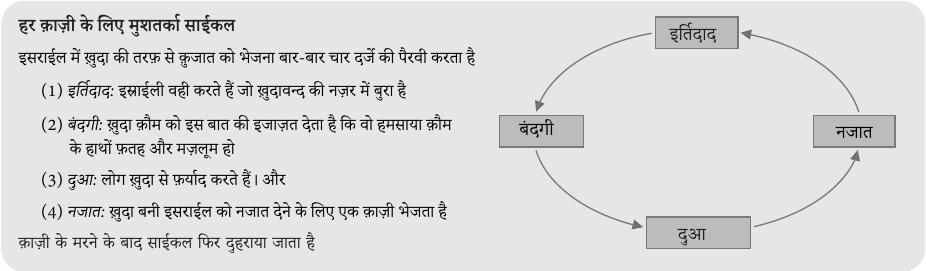 हर क़ाज़ी के लिए मुशतर्का साईकल
इसराईल में ख़ुदा की तरफ़ से क़ुजात को भेजना बार-बार चार दर्जे की पैरवी करता है
(1) इर्तिदाद: इस्राईली वही करते हैं जो ख़ुदावन्द की नज़र में बुरा है
(2) बंदगी: ख़ुदा क़ौम को इस बात की इजाज़त देता है कि वो हमसाया क़ौम
के हाथों फ़तह और मज़लूम हो
(3) दुआ: लोग ख़ुदा से फ़र्याद करते हैं। और
(4) नजात: ख़ुदा बनी इसराईल को नजात देने के लिए एक क़ाज़ी भेजता है
क़ाज़ी के मरने के बाद साईकल फिर दुहराया जाता है
इर्तिदाद
बंदगी
नजात
दुआ